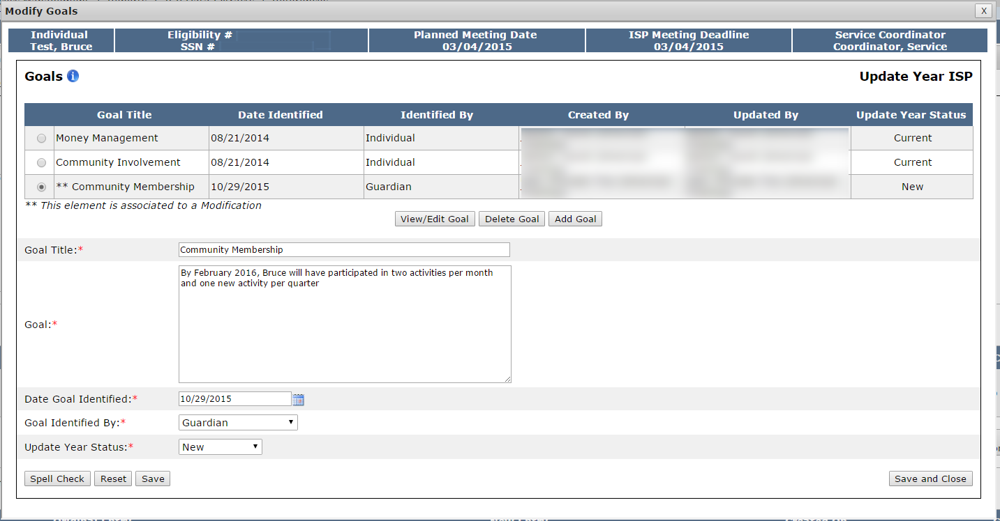 Modify Goals X
Individual Eligibility # Planned Meeting Date ISP Meeting Deadline Service Coordinator
Test, Bruce SSN # 03/04/2015 03/04/2015 Coordinator, Service
Goals i Update Year ISP
Goal Title Date Identified Identified By Created By Updated By Update Year Status
Money Management 08/21/2014 Individual Current
Community Involvement 08/21/2014 Individual Current
** Community Membership 10/29/2015 Guardian New
** This element is associated to a Modification
View/Edit Goal Delete Goal Add Goal
Goal Title:* Community Membership
Goal:* By February 2016, Bruce will have participated in two activities per month
and one new activity per quarter
Date Goal Identified:* 10/29/2015
Goal Identified By:* Guardian
Update Year Status:* New
Spell Check Reset Save Save and Close